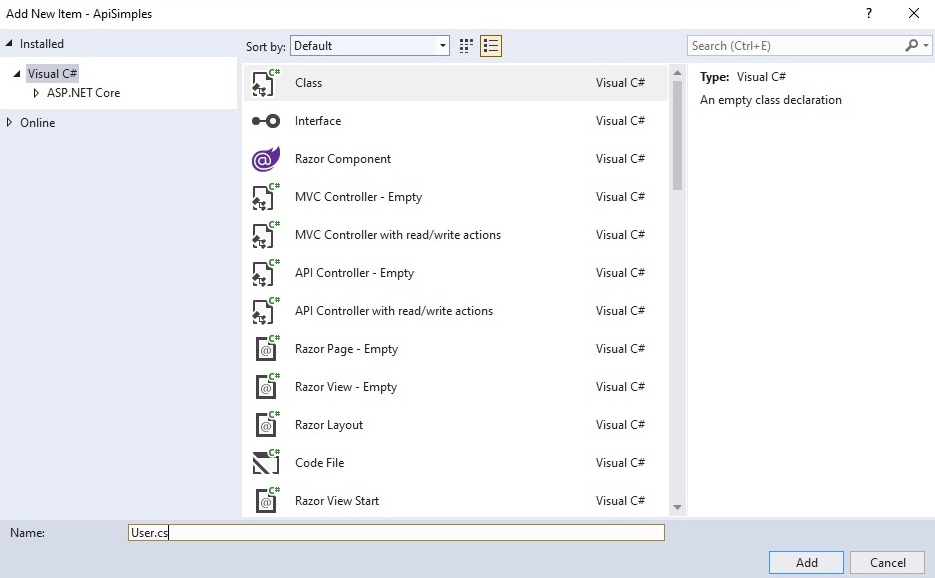 Add New Item - ApiSimples
?
Installed
Sort by: Default
Search (Ctrl+E)
Visual C#
ASP.NET Core
Online
C# Class Visual C#
Interface Visual C#
@ Razor Component Visual C#
C# MVC Controller - Empty Visual C#
C# MVC Controller with read/write actions Visual C#
C# API Controller - Empty Visual C#
C# API Controller with read/write actions Visual C#
C# @ Razor Page - Empty Visual C#
C# @ Razor View - Empty Visual C#
C# @ Razor Layout Visual C#
C# Code File Visual C#
C# @ Razor View Start Visual C#
Type: Visual C#
An empty class declaration
Name: User.cs
Add Cancel